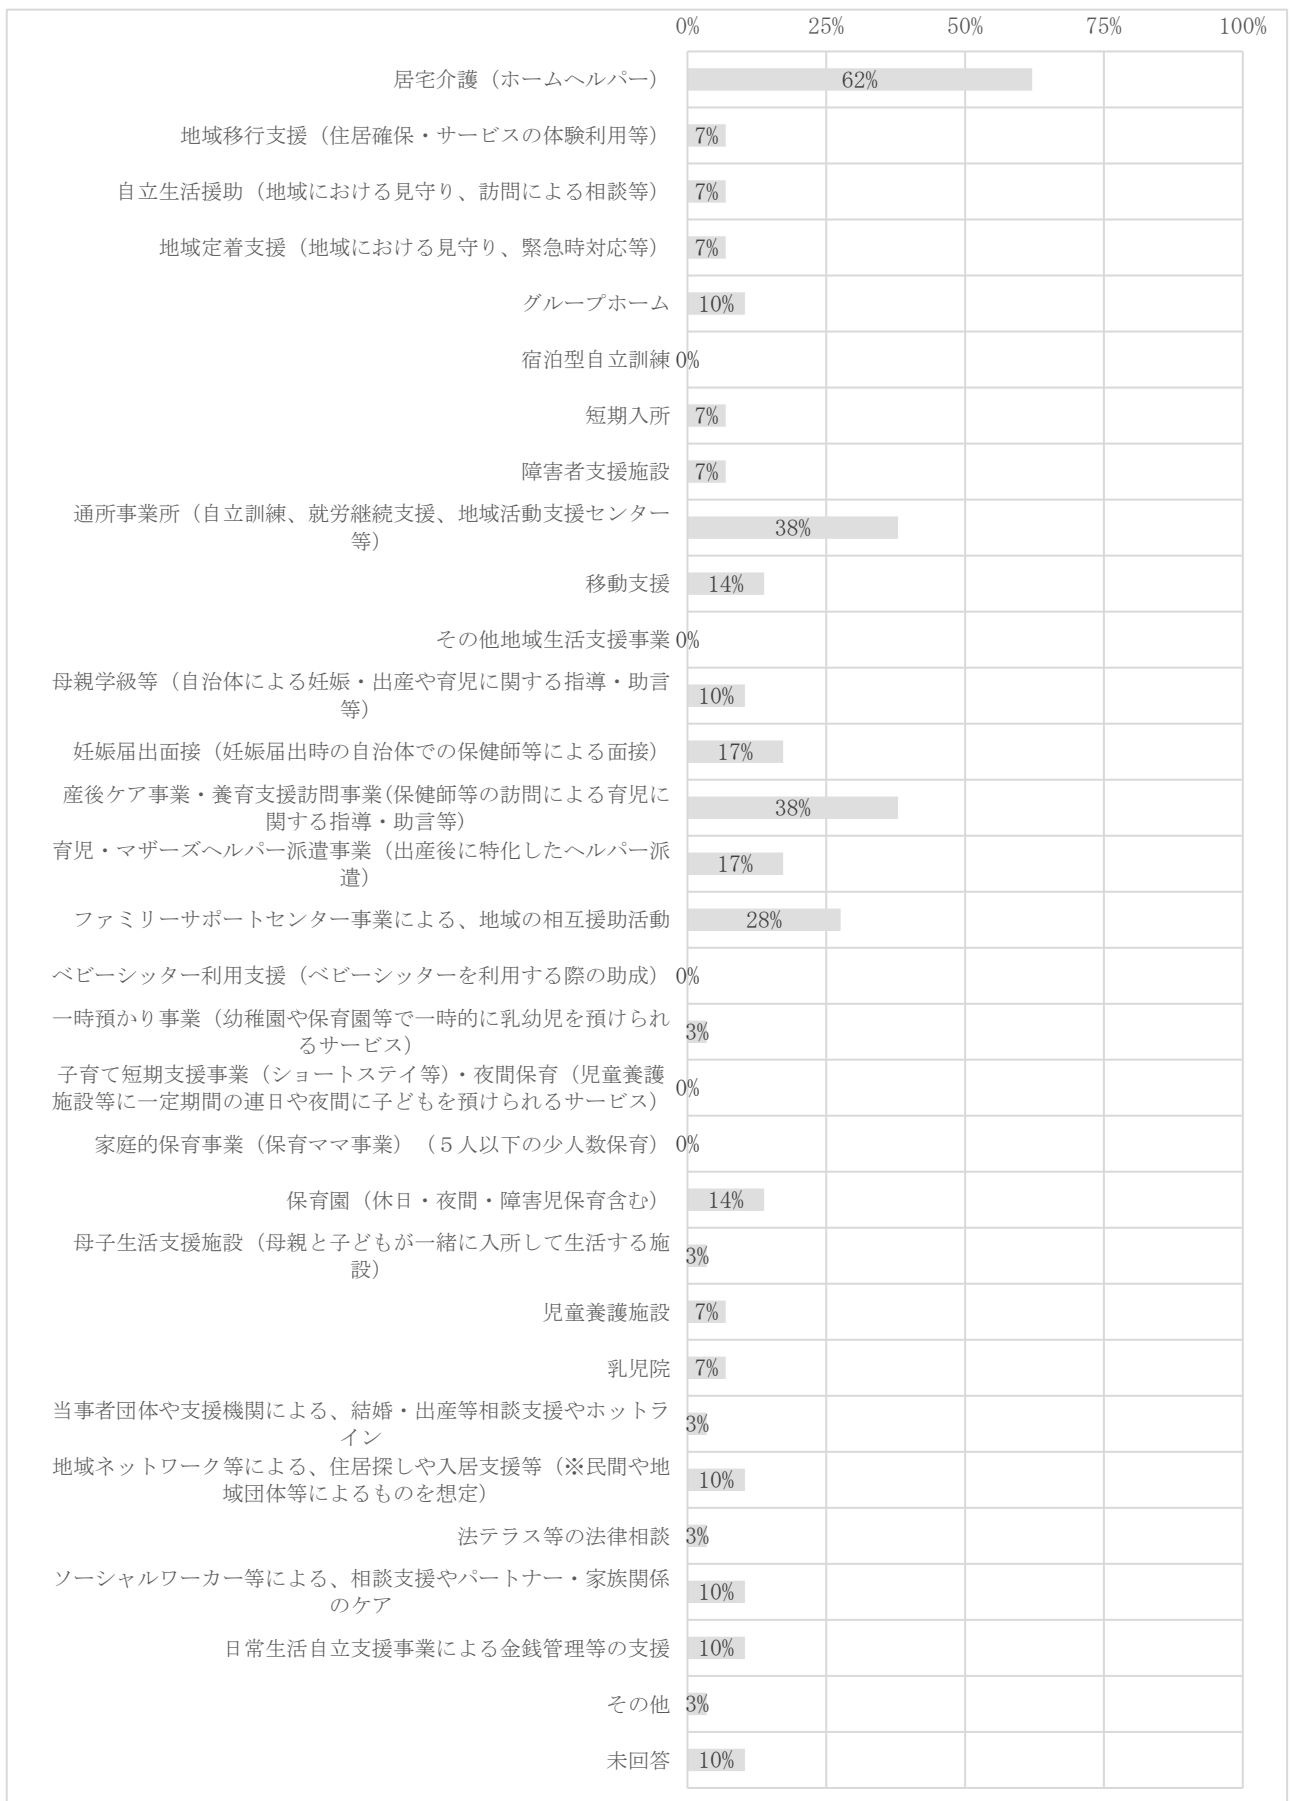 0% 25% 50% 75% 100%
居宅介護（ホームヘルパー） 62%
地域移行支援（住居確保・サービスの体験利用等） 7%
自立生活援助（地域における見守り、訪問による相談等） 7%
地域定着支援（地域における見守り、緊急時対応等） 7%
グループホーム 10%
宿泊型自立訓練 0%
短期入所 7%
障害者支援施設 7%
通所事業所（自立訓練、就労継続支援、地域活動支援センター
等） 38%
移動支援 14%
その他地域生活支援事業 0%
母親学級等（自治体による妊娠・出産や育児に関する指導・助言
等） 10%
妊娠届出面接（妊娠届出時の自治体での保健師等による面接） 17%
産後ケア事業・養育支援訪問事業(保健師等の訪問による育児に
関する指導・助言等） 38%
育児・マザーズヘルパー派遣事業（出産後に特化したヘルパー派
遣） 17%
ファミリーサポートセンター事業による、地域の相互援助活動 28%
ベビーシッター利用支援（ベビーシッターを利用する際の助成） 0%
一時預かり事業（幼稚園や保育園等で一時的に乳幼児を預けられ
るサービス） 3%
子育て短期支援事業（ショートステイ等）・夜間保育（児童養護
施設等に一定期間の連日や夜間に子どもを預けられるサービス） 0%
家庭的保育事業（保育ママ事業）（５人以下の少人数保育） 0%
保育園（休日・夜間・障害児保育含む） 14%
母子生活支援施設（母親と子どもが一緒に入所して生活する施
設） 3%
児童養護施設 7%
乳児院 7%
当事者団体や支援機関による、結婚・出産等相談支援やホットラ
イン 3%
地域ネットワーク等による、住居探しや入居支援等（※民間や地
域団体等によるものを想定） 10%
法テラス等の法律相談 3%
ソーシャルワーカー等による、相談支援やパートナー・家族関係
のケア 10%
日常生活自立支援事業による金銭管理等の支援 10%
その他 3%
未回答 10%